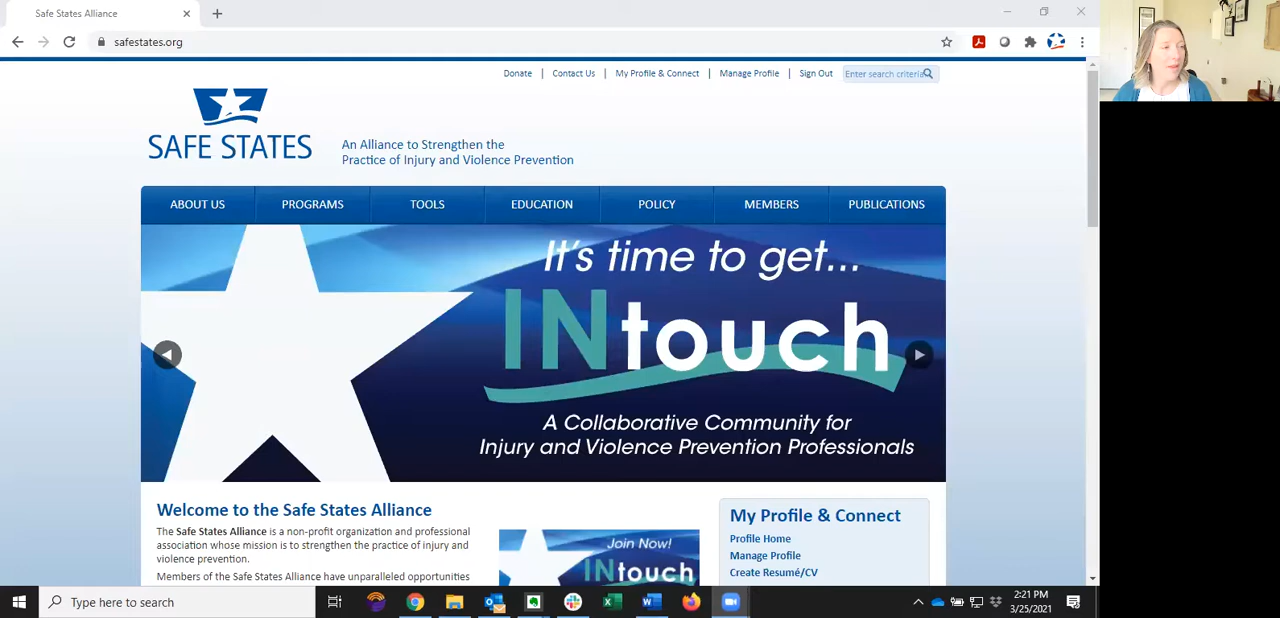 Safe States Alliance
safestates.org
Donate | Contact Us | My Profile & Connect | Manage Profile | Sign Out
Enter search criteria
SAFE STATES
An Alliance to Strengthen the
Practice of Injury and Violence Prevention
ABOUT US PROGRAMS TOOLS EDUCATION POLICY MEMBERS PUBLICATIONS
It's time to get...
INtouch
A Collaborative Community for
Injury and Violence Prevention Professionals
Welcome to the Safe States Alliance
The Safe States Alliance is a non-profit organization and professional
association whose mission is to strengthen the practice of injury and
violence prevention.
Members of the Safe States Alliance have unparalleled opportunities
Join Now!
INtouch
My Profile & Connect
Profile Home
Manage Profile
Create Resumé/CV
Type here to search
2:21 PM
3/25/2021